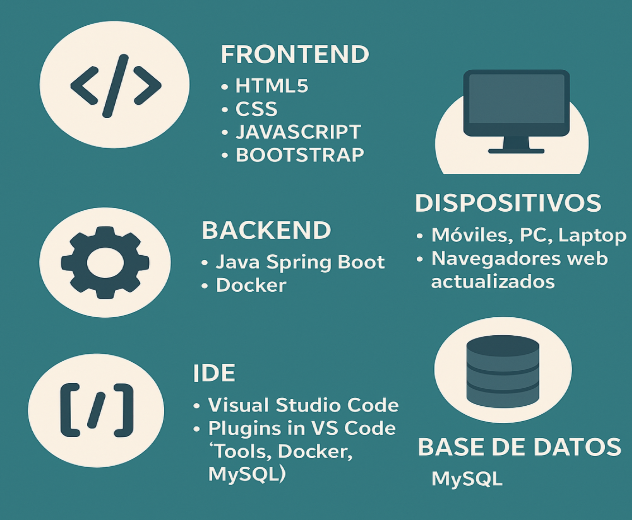 FRONTEND
• HTML5
• CSS
• JAVASCRIPT
• BOOTSTRAP
BACKEND
• Java Spring Boot
• Docker
IDE
• Visual Studio Code
• Plugins in VS Code
‘Tools, Docker,
MySQL)
DISPOSITIVOS
• Móviles, PC, Laptop
• Navegadores web
actualizados
BASE DE DATOS
MySQL